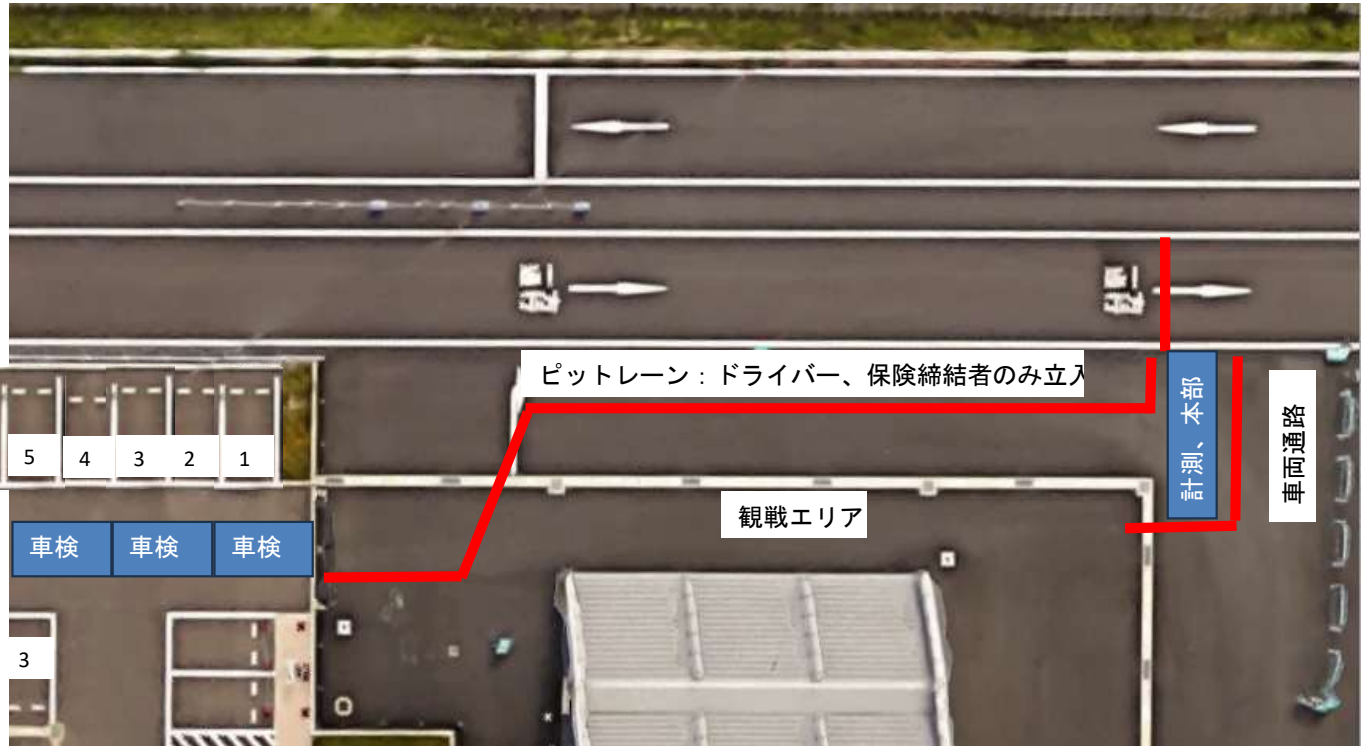 ピットレーン：ドライバー、保険締結者のみ立入
計測、本部
車両通路
5
4
3
2
1
観戦エリア
車検
車検
車検
3